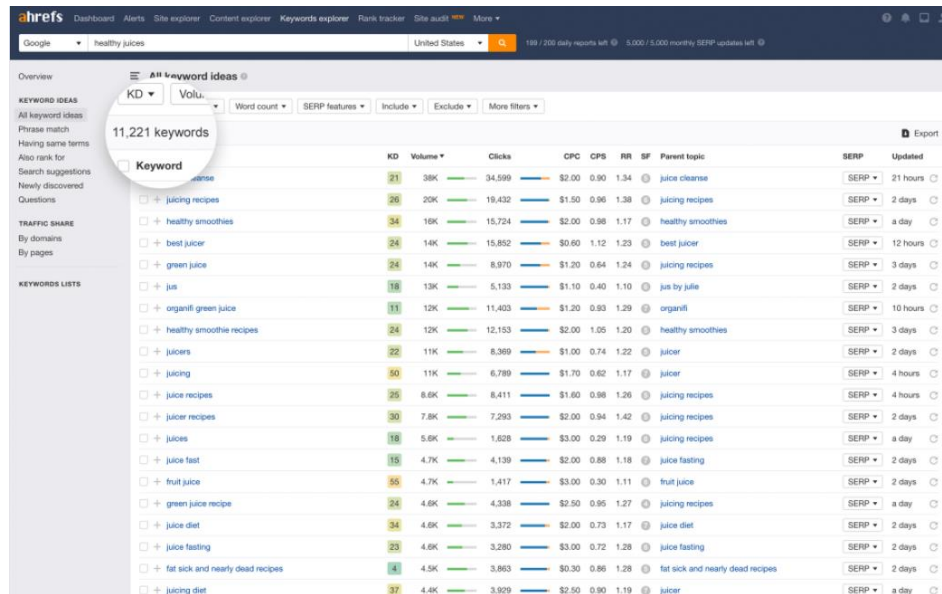 ahrefs Dashboard Alerts Site explorer Content explorer Keywords explorer Rank tracker Site audit NEW More
Google healthy juices United States 189 / 200 daily reports left 5,000 / 5,000 monthly SERP updates left
Overview
KEYWORD IDEAS
All keyword ideas
Phrase match
Having same terms
Also rank for
Search suggestions
Newly discovered
Questions
TRAFFIC SHARE
By domains
By pages
KEYWORDS LISTS
All keyword ideas
KD
Word count SERP features Include Exclude More filters
11,221 keywords
Export
Keyword KD Volume Clicks CPC CPS RR SF Parent topic SERP Updated
21 38K 34,599 $2.00 0.90 1.34 juice cleanse SERP 21 hours
juicing recipes 26 20K 19,432 $1.50 0.96 1.38 juicing recipes SERP 2 days
healthy smoothies 34 16K 15,724 $2.00 0.98 1.17 healthy smoothies SERP a day
best juicer 24 14K 15,852 $0.60 1.12 1.23 best juicer SERP 12 hours
green juice 24 14K 8,970 $1.20 0.64 1.24 juicing recipes SERP 3 days
jus 18 13K 5,133 $1.10 0.40 1.10 jus by julie SERP 2 days
organifi green juice 11 12K 11,403 $1.20 0.93 1.29 organifi SERP 10 hours
healthy smoothie recipes 24 12K 12,153 $2.00 1.05 1.20 healthy smoothies SERP 3 days
juicers 22 11K 8,369 $1.00 0.74 1.22 juicer SERP 2 days
juicing 50 11K 6,789 $1.70 0.62 1.17 juicer SERP 4 hours
juice recipes 25 8.6K 8,411 $1.60 0.98 1.26 juicing recipes SERP 4 hours
juicer recipes 30 7.8K 7,293 $2.00 0.94 1.42 juicing recipes SERP 2 days
juices 18 5.6K 1,628 $3.00 0.29 1.19 juicing recipes SERP a day
juice fast 15 4.7K 4,139 $2.00 0.88 1.18 juice fasting SERP 2 days
fruit juice 55 4.7K 1,417 $3.00 0.30 1.11 fruit juice SERP 2 days
green juice recipe 24 4.6K 4,338 $2.50 0.95 1.27 juicing recipes SERP a day
juice diet 34 4.6K 3,372 $2.00 0.73 1.17 juice diet SERP 2 days
juice fasting 23 4.6K 3,280 $3.00 0.72 1.28 juice fasting SERP 2 days
fat sick and nearly dead recipes 4 4.5K 3,863 $0.30 0.86 1.28 fat sick and nearly dead recipes SERP 2 days
juicing diet 37 4.4K 3,929 $2.50 0.90 1.19 juicer SERP a day